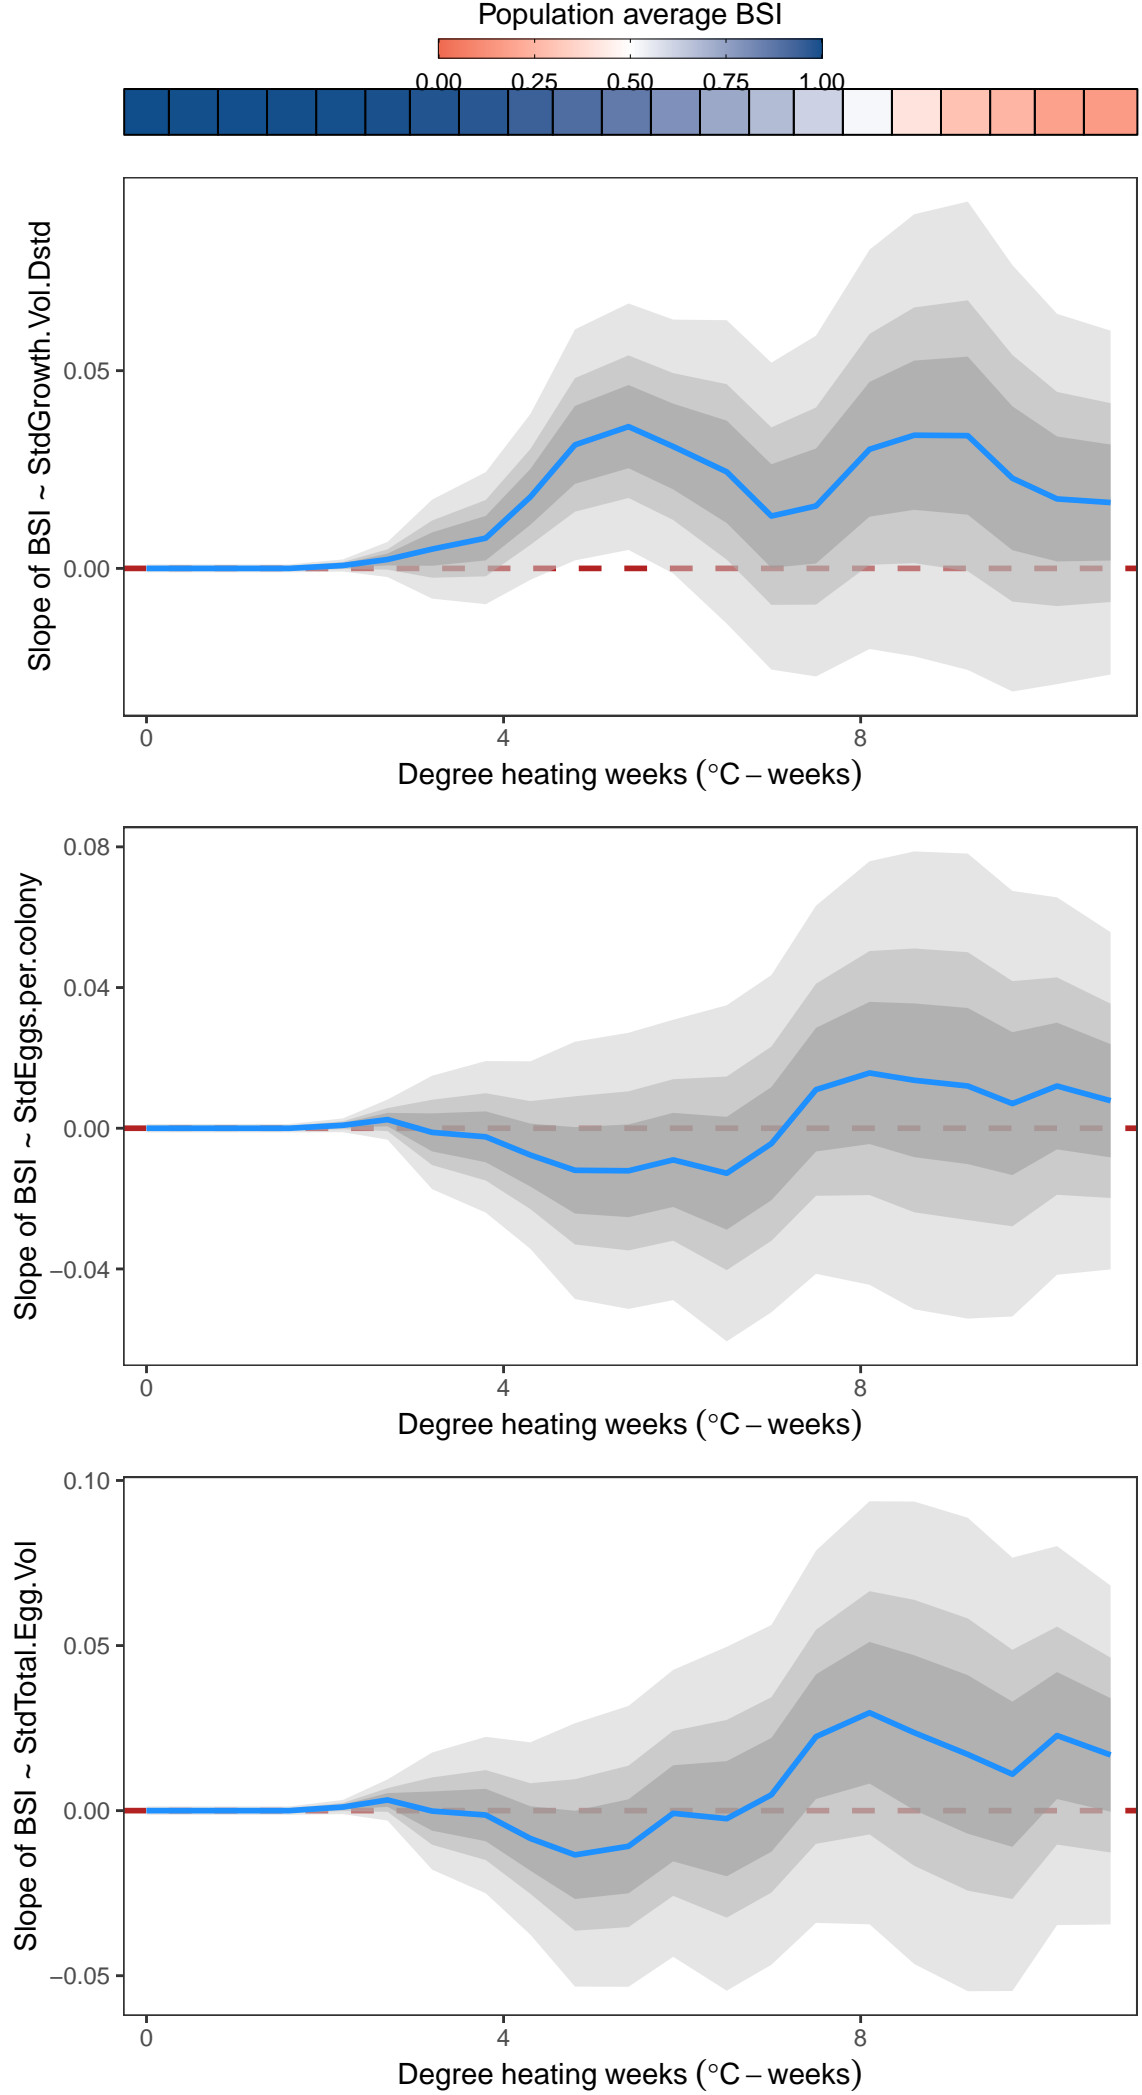 Population average BSI
0.00 0.25 0.50 0.75 1.00
Slope of BSI ~ StdGrowth.Vol.Dstd
0.05
0.00
0 4 8
Degree heating weeks (°C – weeks)
Slope of BSI ~ StdEggs.per.colony
0.08
0.04
0.00
−0.04
0 4 8
Degree heating weeks (°C – weeks)
Slope of BSI ~ StdTotal.Egg.Vol
0.10
0.05
0.00
−0.05
0 4 8
Degree heating weeks (°C – weeks)